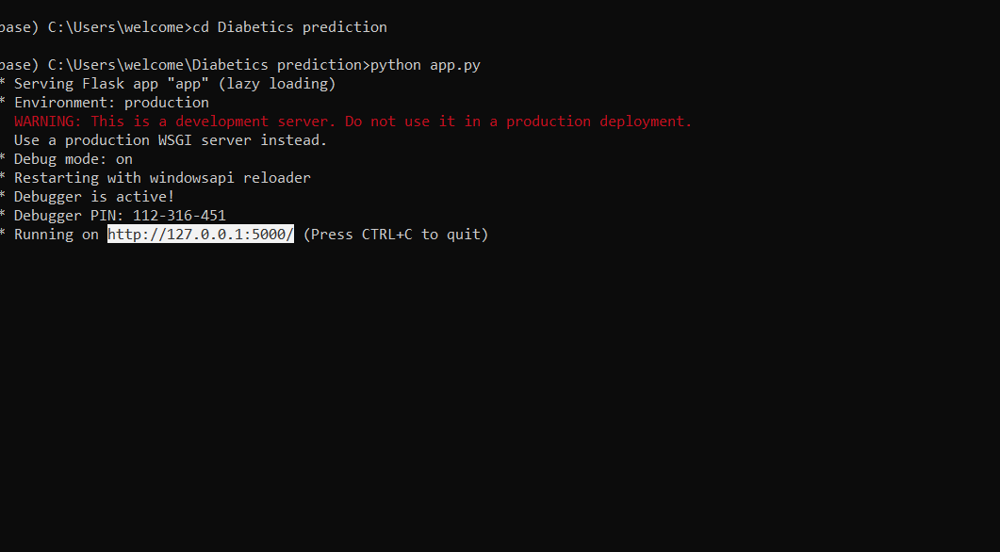 base) C:\Users\welcome>cd Diabetics prediction
base) C:\Users\welcome\Diabetics prediction>python app.py
* Serving Flask app "app" (lazy loading)
* Environment: production
WARNING: This is a development server. Do not use it in a production deployment.
Use a production WSGI server instead.
* Debug mode: on
* Restarting with windowsapi reloader
* Debugger is active!
* Debugger PIN: 112-316-451
* Running on http://127.0.0.1:5000/ (Press CTRL+C to quit)